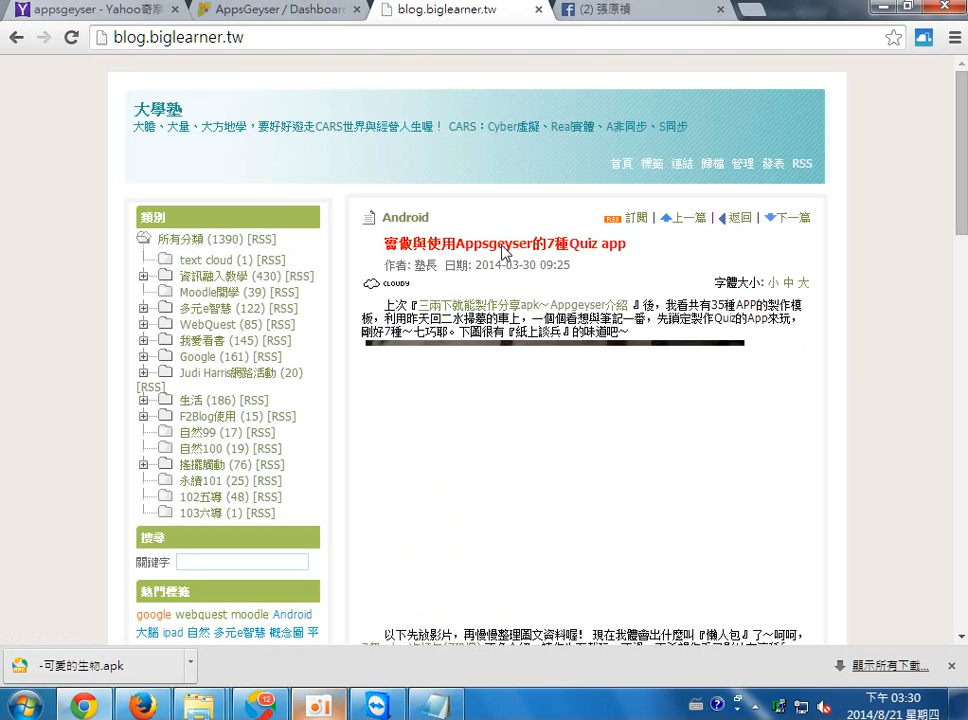 appsgeyser - Yahoo奇摩
AppsGeyser / Dashboar
blog.biglearner.tw
(2) 張原禎
blog.biglearner.tw
大學塾
大膽、大量、大方地學，要好好遊走CARS世界與經營人生喔！ CARS：Cyber虛擬、Real實體、A非同步、S同步
首頁 標籤 連結 歸檔 管理 發表 RSS
類別
所有分類 (1390) [RSS]
text cloud (1) [RSS]
資訊融入教學 (430) [RSS]
Moodle開學 (39) [RSS]
多元e智慧 (122) [RSS]
WebQuest (85) [RSS]
我愛看書 (145) [RSS]
Google (161) [RSS]
Judi Harris網路活動 (20)
[RSS]
生活 (186) [RSS]
F2Blog使用 (15) [RSS]
自然99 (17) [RSS]
自然100 (19) [RSS]
搖擺觸動 (76) [RSS]
永續101 (25) [RSS]
102五導 (48) [RSS]
103六導 (1) [RSS]
搜尋
關鍵字
熱門標籤
google webquest moodle Android
大腦 ipad 自然 多元e智慧 概念圖 平
Android
RSS 訂閱 | 上一篇 | 返回 | 下一篇
實做與使用Appsgeyser的7種Quiz app
作者: 塾長 日期: 2014-03-30 09:25
CLOUDY
字體大小: 小 中 大
上次『三兩下就能製作分享apk～Appgeyser介紹 』後，我看共有35種APP的製作模
板，利用昨天回二水掃墓的車上，一個個看想與筆記一番，先鎖定製作Quiz的App來玩，
剛好7種～七巧耶。下圖很有『紙上談兵』的味道吧～
以下先放影片，再慢慢整理圖文資料喔！ 現在我體會出什麼叫『懶人包』了～呵呵，
-可愛的生物.apk
顯示所有下載...
12
下午 03:30
2014/8/21 星期四